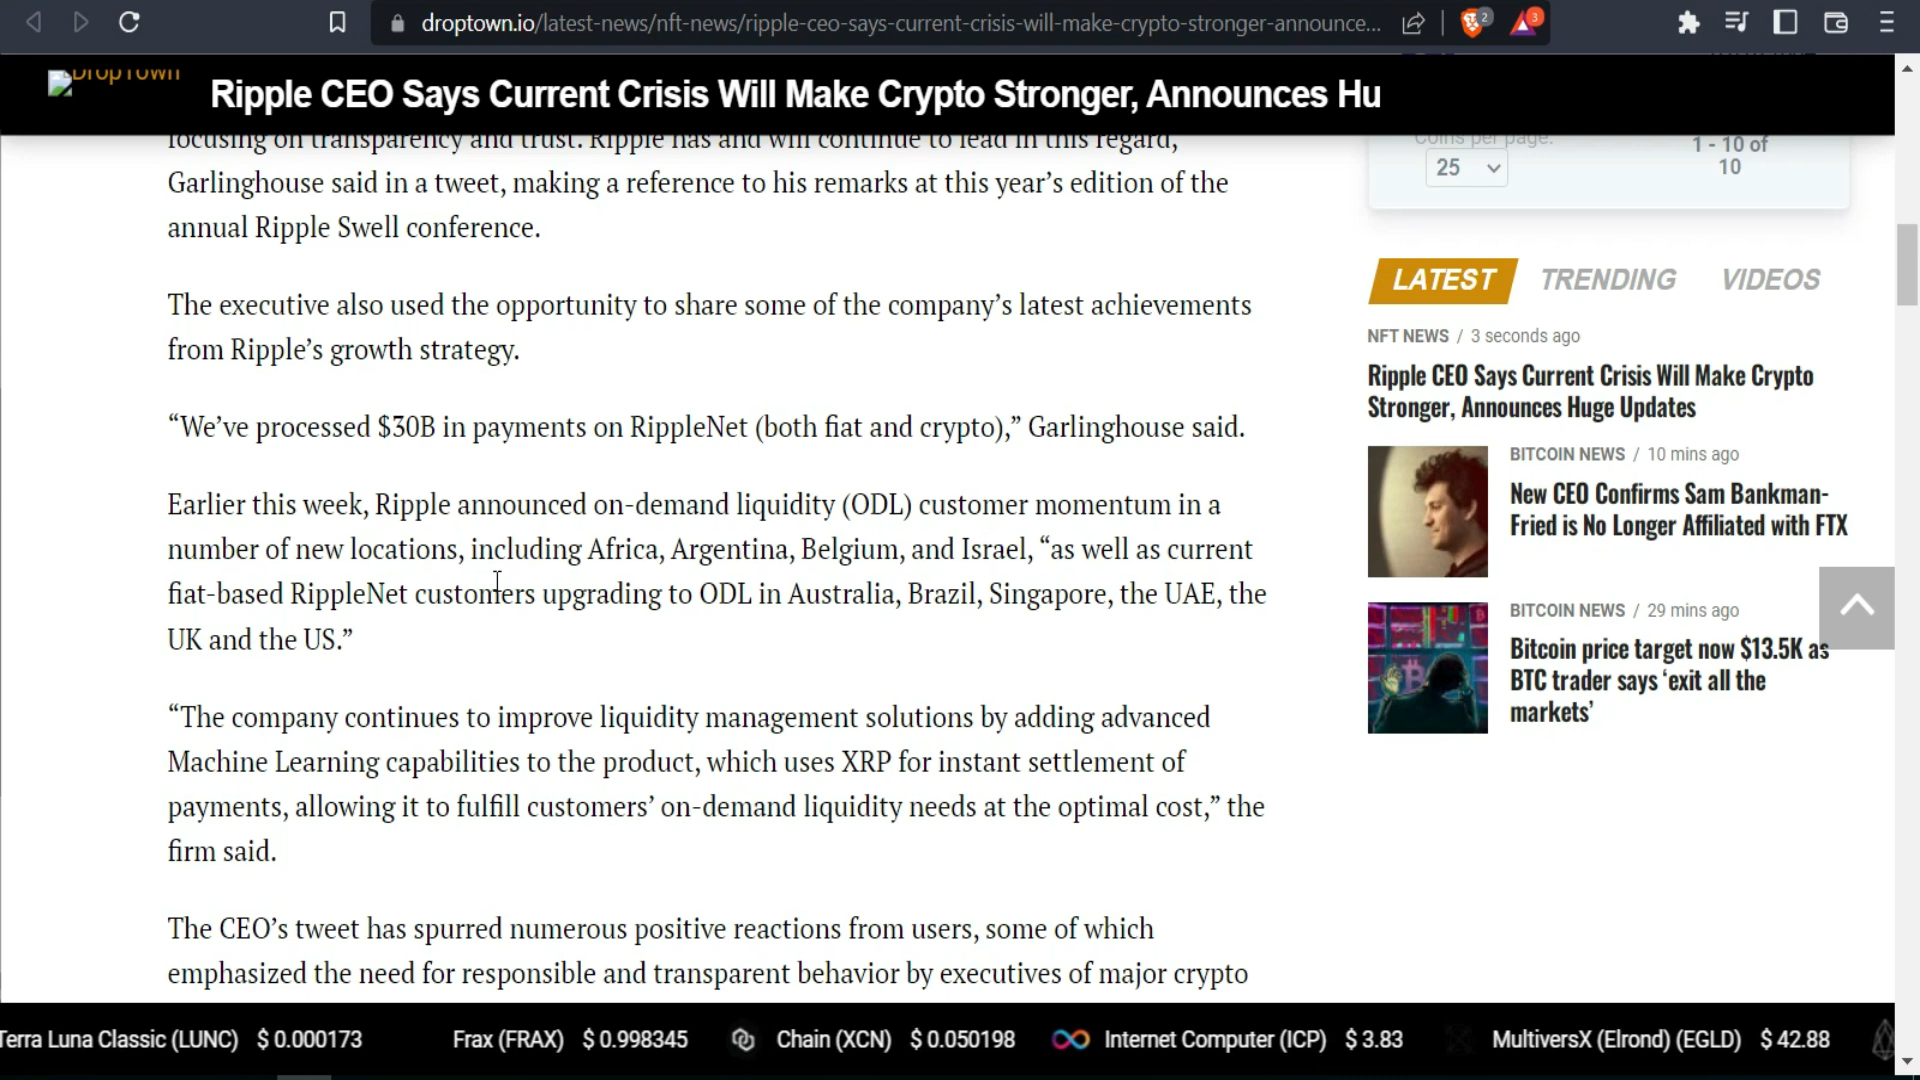 droptown.io/latest-news/nft-news/ripple-ceo-says-current-crisis-will-make-crypto-stronger-announce...
2
3
DropTown
Ripple CEO Says Current Crisis Will Make Crypto Stronger, Announces Hu
focusing on transparency and trust. Ripple has and will continue to lead in this regard,
Garlinghouse said in a tweet, making a reference to his remarks at this year’s edition of the
annual Ripple Swell conference.
The executive also used the opportunity to share some of the company’s latest achievements
from Ripple’s growth strategy.
“We’ve processed $30B in payments on RippleNet (both fiat and crypto),” Garlinghouse said.
Earlier this week, Ripple announced on-demand liquidity (ODL) customer momentum in a
number of new locations, including Africa, Argentina, Belgium, and Israel, “as well as current
fiat-based RippleNet customers upgrading to ODL in Australia, Brazil, Singapore, the UAE, the
UK and the US.”
“The company continues to improve liquidity management solutions by adding advanced
Machine Learning capabilities to the product, which uses XRP for instant settlement of
payments, allowing it to fulfill customers’ on-demand liquidity needs at the optimal cost,” the
firm said.
The CEO’s tweet has spurred numerous positive reactions from users, some of which
emphasized the need for responsible and transparent behavior by executives of major crypto
Coins per page:
25
1 - 10 of
10
LATEST TRENDING VIDEOS
NFT NEWS / 3 seconds ago
Ripple CEO Says Current Crisis Will Make Crypto
Stronger, Announces Huge Updates
BITCOIN NEWS / 10 mins ago
New CEO Confirms Sam Bankman-
Fried is No Longer Affiliated with FTX
BITCOIN NEWS / 29 mins ago
Bitcoin price target now $13.5K as
BTC trader says ‘exit all the
markets’
Terra Luna Classic (LUNC) $ 0.000173 Frax (FRAX) $ 0.998345 Chain (XCN) $ 0.050198 Internet Computer (ICP) $ 3.83 MultiversX (Elrond) (EGLD) $ 42.88